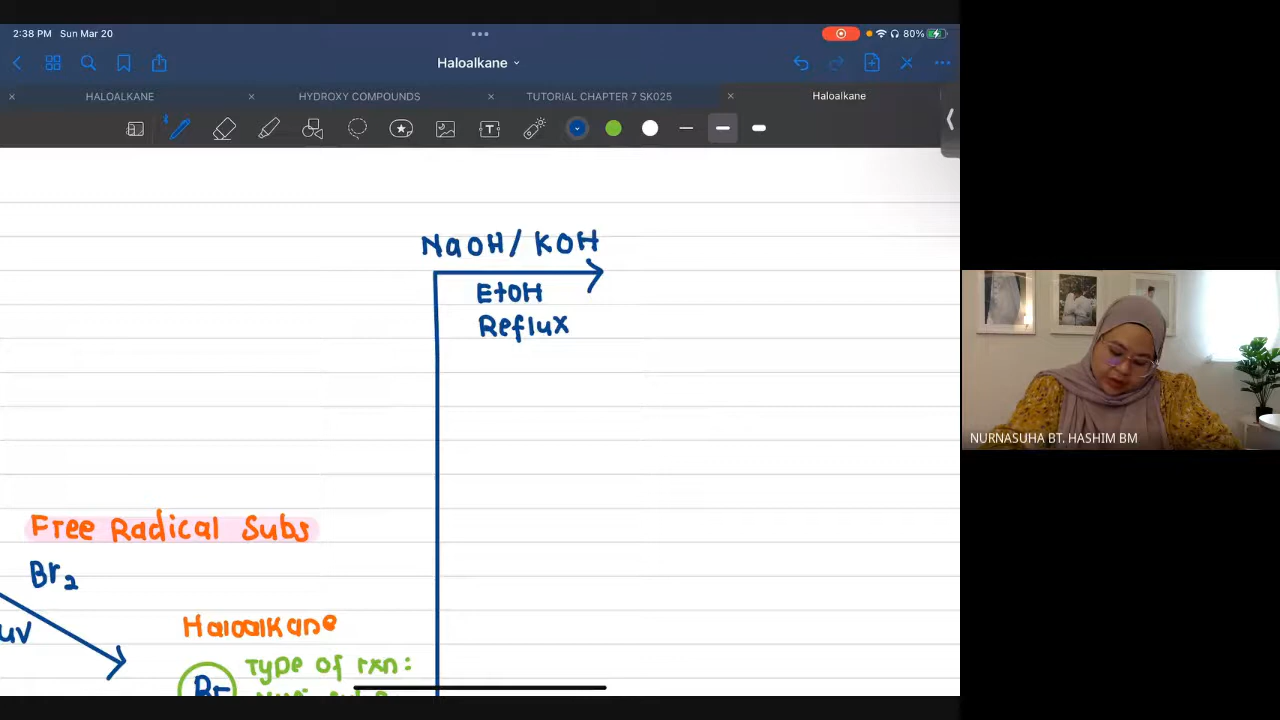 2:38 PM Sun Mar 20
80%
Haloalkane
HALOALKANE
HYDROXY COMPOUNDS
TUTORIAL CHAPTER 7 SK025
Haloalkane
NaOH/ KOH
EtOH
Reflux
Free Radical Subs
Br2
uv
Haloalkane
Type of rxn:
Br
NURNASUHA BT. HASHIM BM